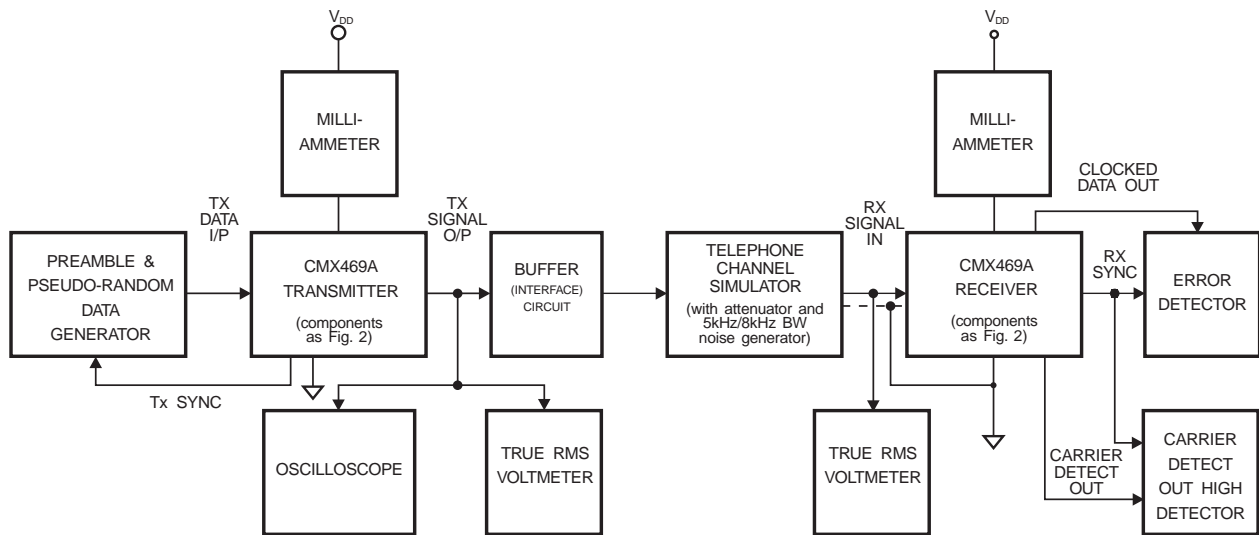 VDD
VDD
MILLI-
AMMETER
MILLI-
AMMETER
CLOCKED
DATA OUT
TX
DATA
I/P
TX
SIGNAL
O/P
RX
SIGNAL
IN
PREAMBLE &
PSEUDO-RANDOM
DATA
GENERATOR
CMX469A
TRANSMITTER
(components
as Fig. 2)
BUFFER
(INTERFACE)
CIRCUIT
TELEPHONE
CHANNEL
SIMULATOR
(with attenuator and
5kHz/8kHz BW
noise generator)
CMX469A
RECEIVER
(components
as Fig. 2)
RX
SYNC
ERROR
DETECTOR
Tx SYNC
OSCILLOSCOPE
TRUE RMS
VOLTMETER
TRUE RMS
VOLTMETER
CARRIER
DETECT
OUT
CARRIER
DETECT
OUT HIGH
DETECTOR